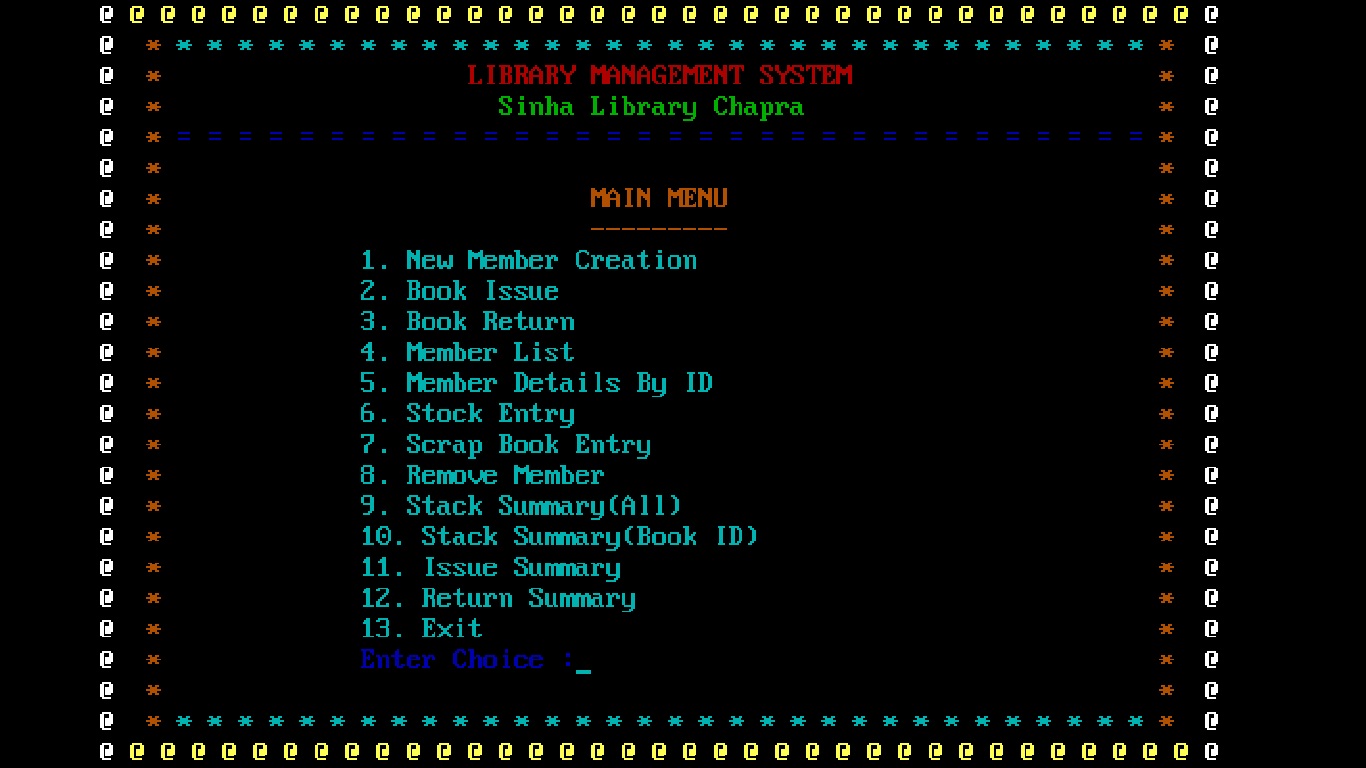 LIBRARY MANAGEMENT SYSTEM
Sinha Library Chapra
MAIN MENU
---------
1. New Member Creation
2. Book Issue
3. Book Return
4. Member List
5. Member Details By ID
6. Stock Entry
7. Scrap Book Entry
8. Remove Member
9. Stack Summary(All)
10. Stack Summary(Book ID)
11. Issue Summary
12. Return Summary
13. Exit
Enter Choice :_